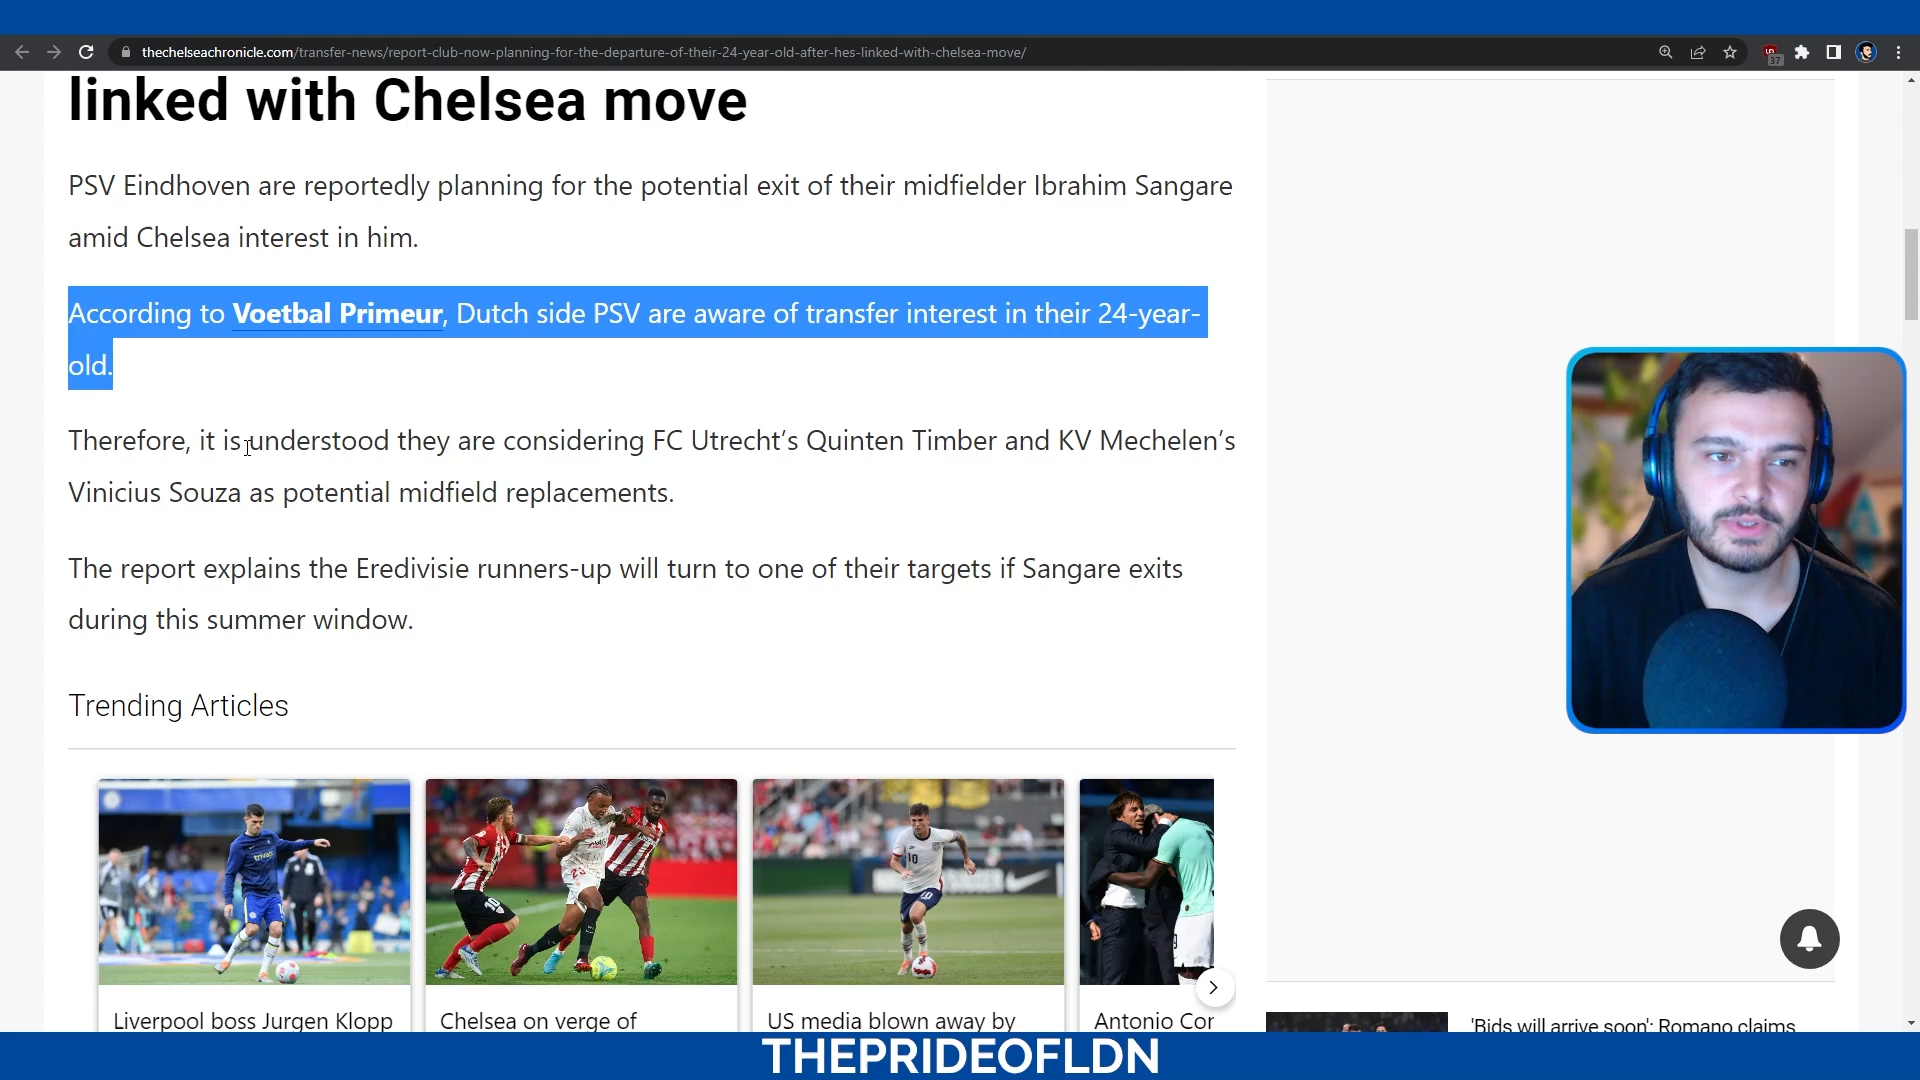 thechelseachronicle.com/transfer-news/report-club-now-planning-for-the-departure-of-their-24-year-old-after-hes-linked-with-chelsea-move/
37
linked with Chelsea move
PSV Eindhoven are reportedly planning for the potential exit of their midfielder Ibrahim Sangare
amid Chelsea interest in him.
According to Voetbal Primeur, Dutch side PSV are aware of transfer interest in their 24-year-
old.
Therefore, it is understood they are considering FC Utrecht’s Quinten Timber and KV Mechelen’s
Vinicius Souza as potential midfield replacements.
The report explains the Eredivisie runners-up will turn to one of their targets if Sangare exits
during this summer window.
Trending Articles
trivago
10
23
10
10
Liverpool boss Jurgen Klopp
Chelsea on verge of
US media blown away by
Antonio Cor
'Bids will arrive soon': Romano claims
THEPRIDEOFLDN